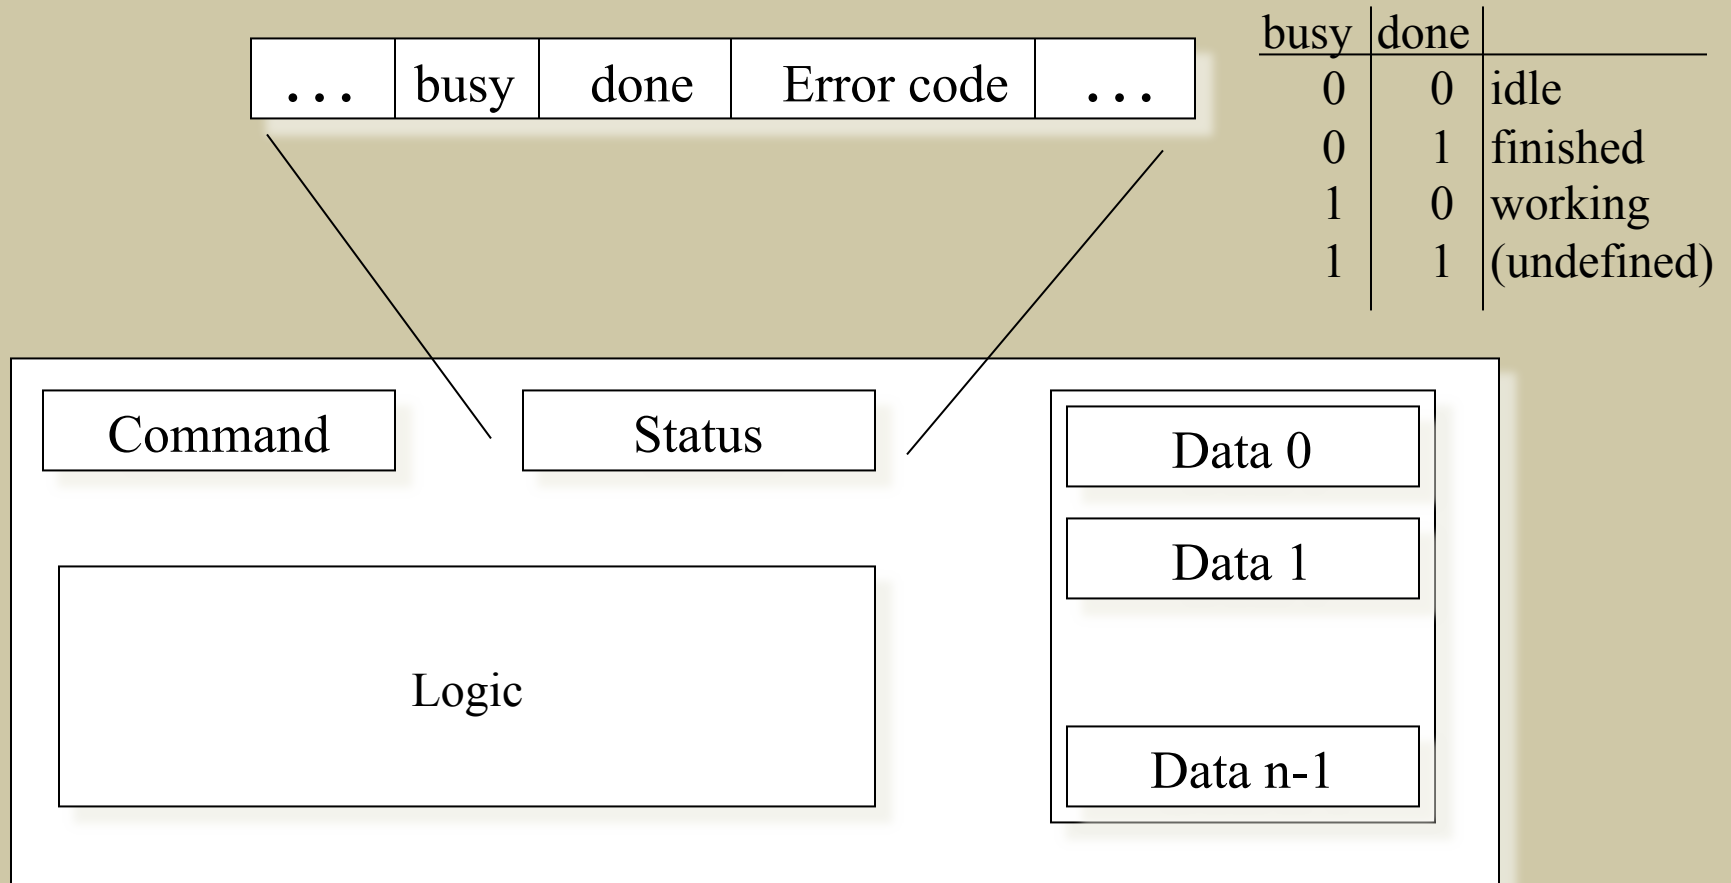 … busy done Error code …
busy done
0 0 idle
0 1 finished
1 0 working
1 1 (undefined)
Command
Status
Data 0
Data 1
Logic
Data n-1